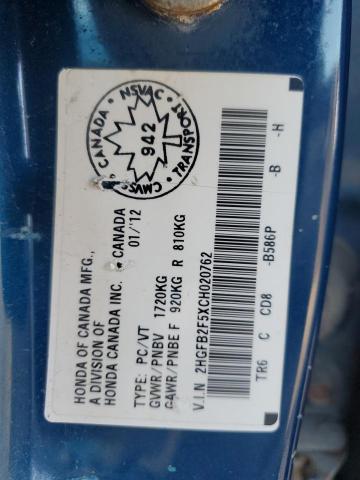 HONDA OF CANADA MFG.,
A DIVISION OF
HONDA CANADA INC. CANADA
01/'12
TYPE: PC/VT
GVWR/PNBV 1720KG
GAWR/PNBE F 920KG R 810KG
V.I.N 2HGFB2F5XCH020762
TR6 C CD8 -B586P -B -H
NSVAC
CANADA
942
TRANSPORT
CMVSS